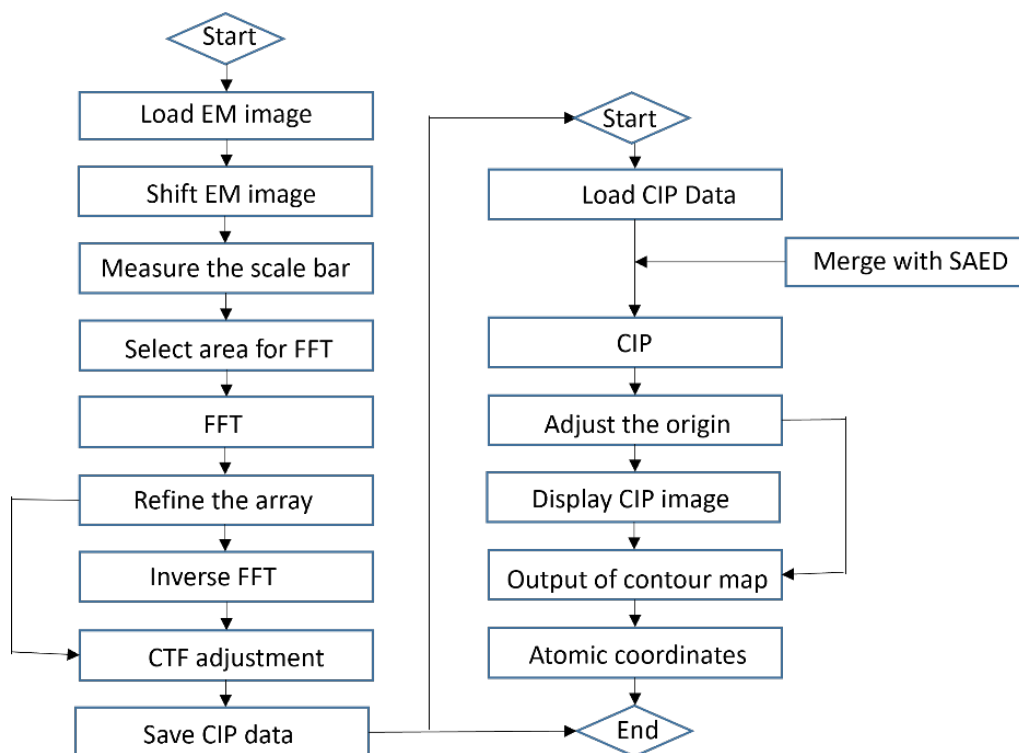 Start
Load EM image
Shift EM image
Measure the scale bar
Select area for FFT
FFT
Refine the array
Inverse FFT
CTF adjustment
Save CIP data
Start
Load CIP Data
Merge with SAED
CIP
Adjust the origin
Display CIP image
Output of contour map
Atomic coordinates
End